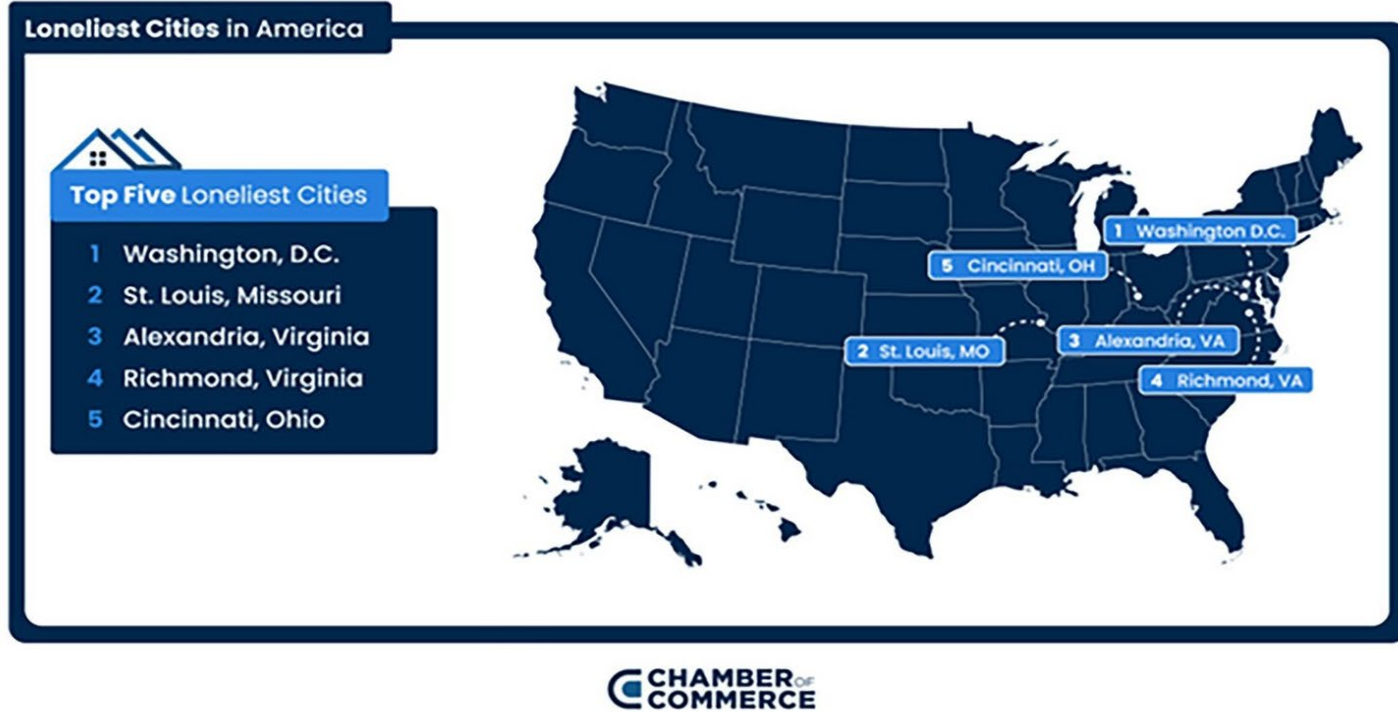 Loneliest Cities in America
Top Five Loneliest Cities
1 Washington, D.C.
2 St. Louis, Missouri
3 Alexandria, Virginia
4 Richmond, Virginia
5 Cincinnati, Ohio
1 Washington D.C.
5 Cincinnati, OH
2 St. Louis, MO
3 Alexandria, VA
4 Richmond, VA
CHAMBER OF
COMMERCE